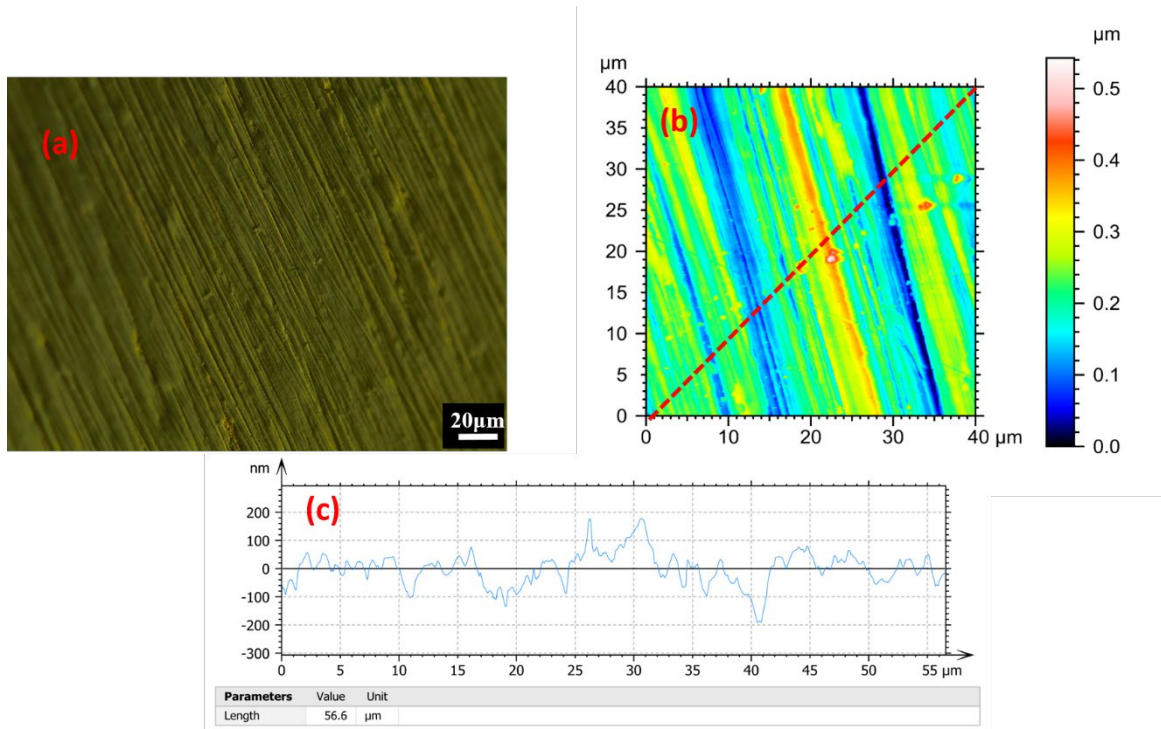 (a)
20μm
(b)
μm
40
35
30
25
20
15
10
5
0
0 10 20 30 40 μm
μm
0.5
0.4
0.3
0.2
0.1
0.0
(c)
nm
200
100
0
-100
-200
-300
0 5 10 15 20 25 30 35 40 45 50 55 μm
Parameters Value Unit
Length 56.6 μm